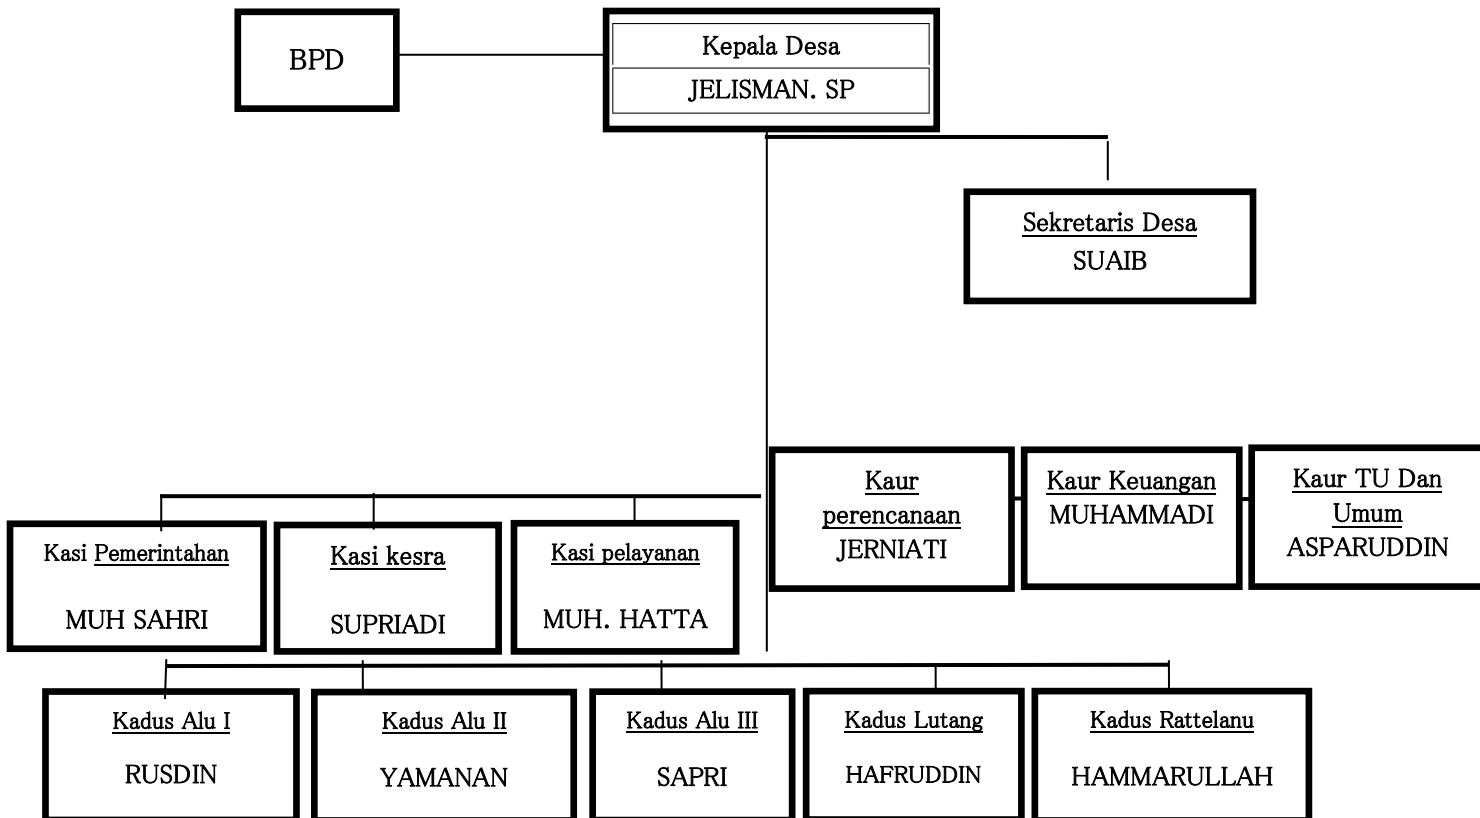 BPD
Kepala Desa
JELISMAN. SP
Sekretaris Desa
SUAIB
Kaur
perencanaan
JERNIATI
Kaur Keuangan
MUHAMMADI
Kaur TU Dan
Umum
ASPARUDDIN
Kasi Pemerintahan
MUH SAHRI
Kasi kesra
SUPRIADI
Kasi pelayanan
MUH. HATTA
Kadus Alu I
RUSDIN
Kadus Alu II
YAMANAN
Kadus Alu III
SAPRI
Kadus Lutang
HAFRUDDIN
Kadus Rattelanu
HAMMARULLAH